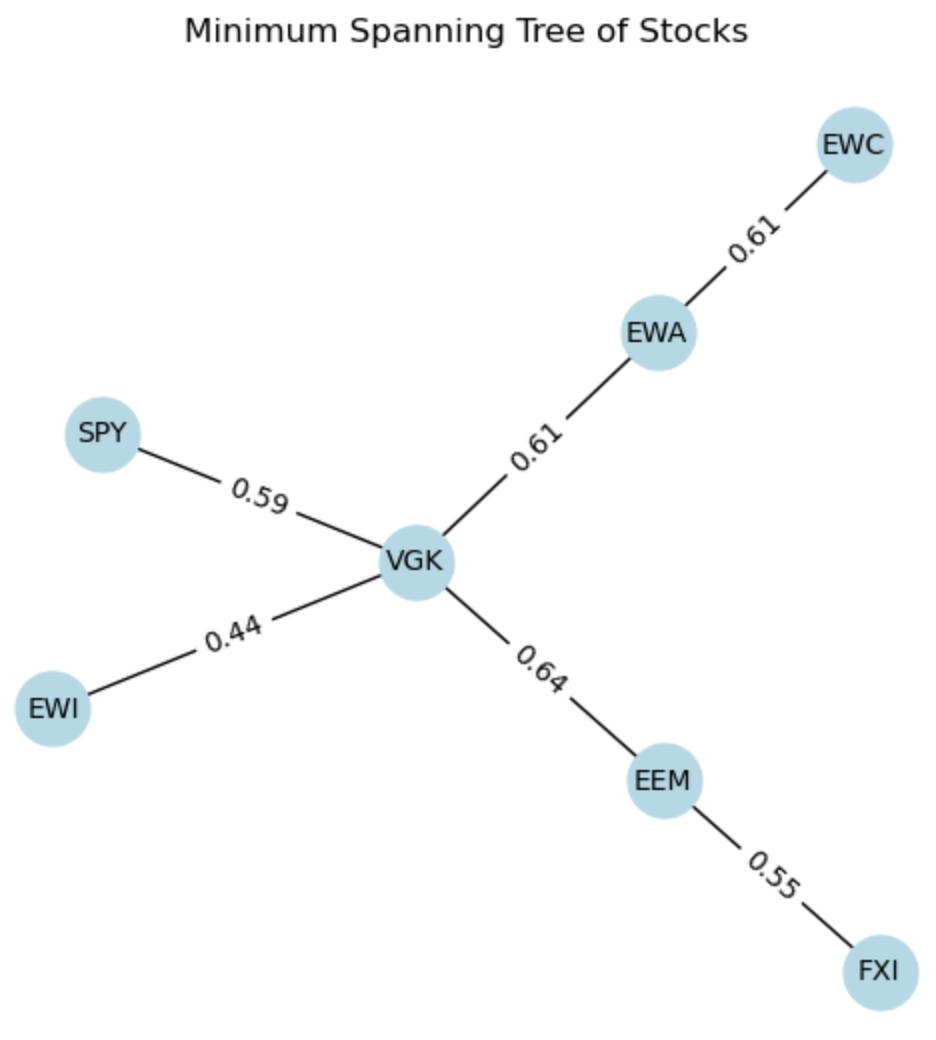 Minimum Spanning Tree of Stocks
EWC
0.61
EWA
SPY
0.61
0.59
VGK
0.44
0.64
EWI
EEM
0.55
FXI